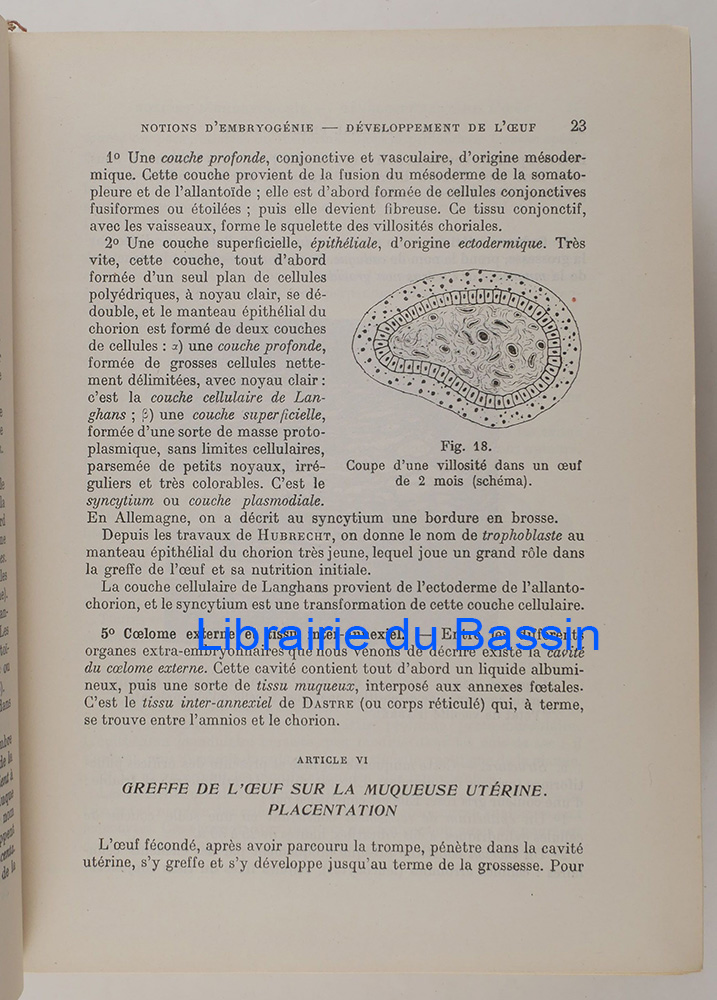 NOTIONS D'EMBRYOGÉNIE — DÉVELOPPEMENT DE L'ŒUF 23
1º Une couche profonde, conjonctive et vasculaire, d'origine mésoder-
mique. Cette couche provient de la fusion du mésoderme de la somato-
pleure et de l'allantoïde ; elle est d'abord formée de cellules conjonctives
fusiformes ou étoilées ; puis elle devient fibreuse. Ce tissu conjonctif,
avec les vaisseaux, forme le squelette des villosités choriales.
2º Une couche superficielle, épithéliale, d'origine ectodermique. Très
vite, cette couche, tout d'abord
formée d'un seul plan de cellules
polyédriques, à noyau clair, se dé-
double, et le manteau épithélial du
chorion est formé de deux couches
de cellules : α) une couche profonde,
formée de grosses cellules nette-
ment délimitées, avec noyau clair :
c'est la couche cellulaire de Lan-
ghans ; β) une couche superficielle,
formée d'une sorte de masse proto-
plasmique, sans limites cellulaires,
parsemée de petits noyaux, irré-
guliers et très colorables. C'est le
syncytium ou couche plasmodiale.
Fig. 18.
Coupe d'une villosité dans un œuf
de 2 mois (schéma).
En Allemagne, on a décrit au syncytium une bordure en brosse.
Depuis les travaux de HUBRECHT, on donne le nom de trophoblaste au
manteau épithélial du chorion très jeune, lequel joue un grand rôle dans
la greffe de l'œuf et sa nutrition initiale.
La couche cellulaire de Langhans provient de l'ectoderme de l'allanto-
chorion, et le syncytium est une transformation de cette couche cellulaire.
5º Cœlome externe et tissu inter-annexiel. — Entre les différents
organes extra-embryonnaires que nous venons de décrire existe la cavité
du cœlome externe. Cette cavité contient tout d'abord un liquide albumi-
neux, puis une sorte de tissu muqueux, interposé aux annexes fœtales.
C'est le tissu inter-annexiel de DASTRE (ou corps réticulé) qui, à terme,
se trouve entre l'amnios et le chorion.
Librairie du Bassin
ARTICLE VI
GREFFE DE L'ŒUF SUR LA MUQUEUSE UTÉRINE.
PLACENTATION
L'œuf fécondé, après avoir parcouru la trompe, pénètre dans la cavité
utérine, s'y greffe et s'y développe jusqu'au terme de la grossesse. Pour